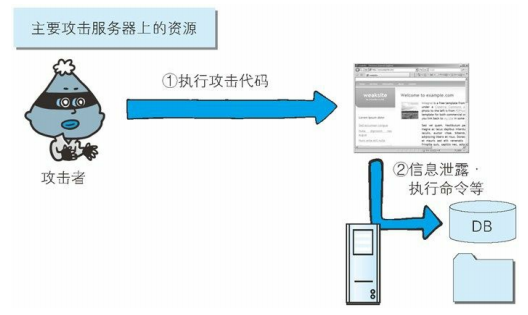 主要攻击服务器上的资源
①执行攻击代码
weaksite
Welcome to example.com
攻击者
②信息泄露·
执行命令等
DB